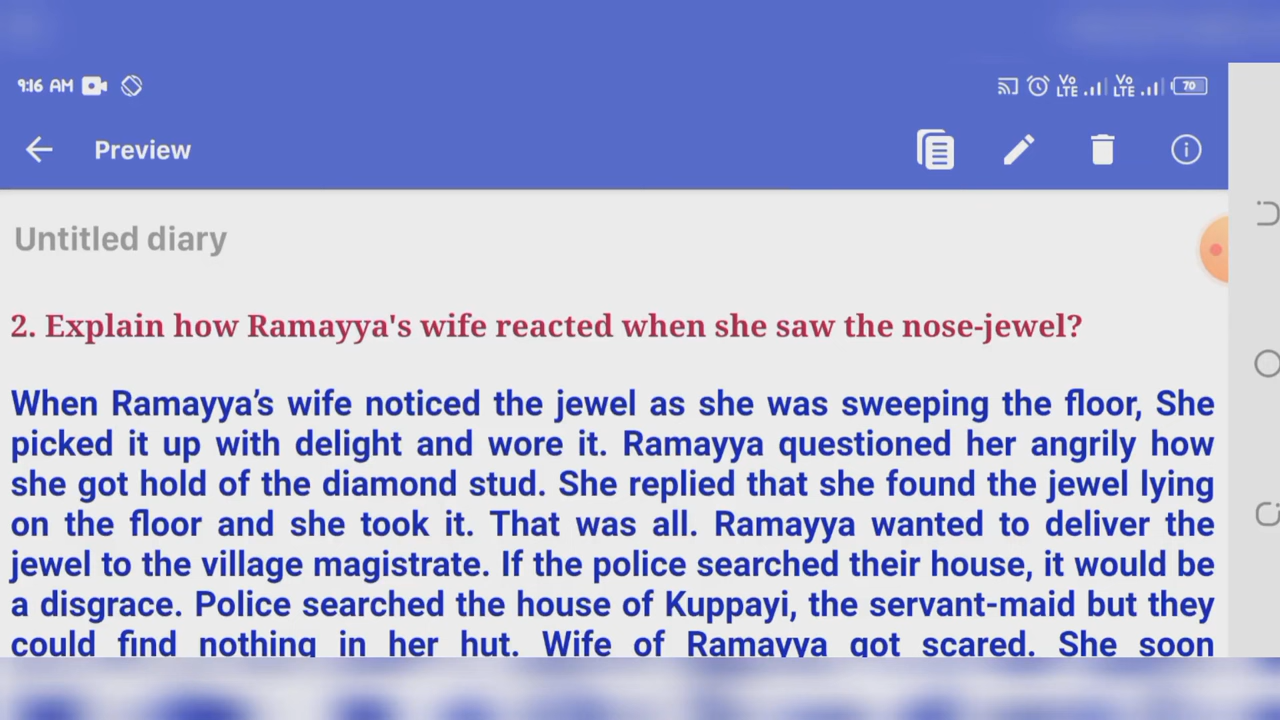 9:16 AM Vo LTE Vo LTE 70
Preview
Untitled diary
2. Explain how Ramayya's wife reacted when she saw the nose-jewel?
When Ramayya’s wife noticed the jewel as she was sweeping the floor, She
picked it up with delight and wore it. Ramayya questioned her angrily how
she got hold of the diamond stud. She replied that she found the jewel lying
on the floor and she took it. That was all. Ramayya wanted to deliver the
jewel to the village magistrate. If the police searched their house, it would be
a disgrace. Police searched the house of Kuppayi, the servant-maid but they
could find nothing in her hut. Wife of Ramayya got scared. She soon